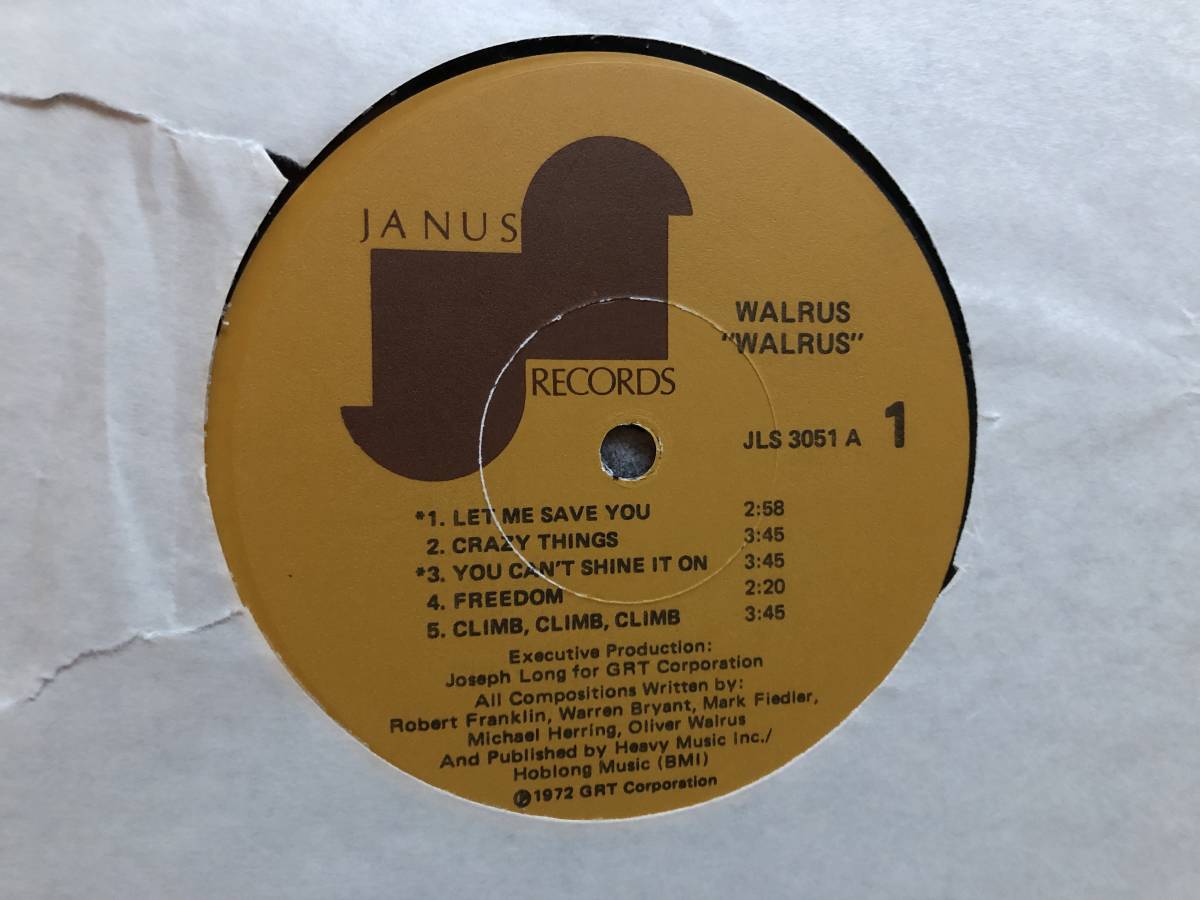 JANUS
RECORDS
WALRUS
"WALRUS"
JLS 3051 A 1
*1. LET ME SAVE YOU 2:58
2. CRAZY THINGS 3:45
*3. YOU CAN'T SHINE IT ON 3:45
4. FREEDOM 2:20
5. CLIMB, CLIMB, CLIMB 3:45
Executive Production:
Joseph Long for GRT Corporation
All Compositions Written by:
Robert Franklin, Warren Bryant, Mark Fiedler,
Michael Herring, Oliver Walrus
And Published by Heavy Music Inc./
Hoblong Music (BMI)
℗1972 GRT Corporation